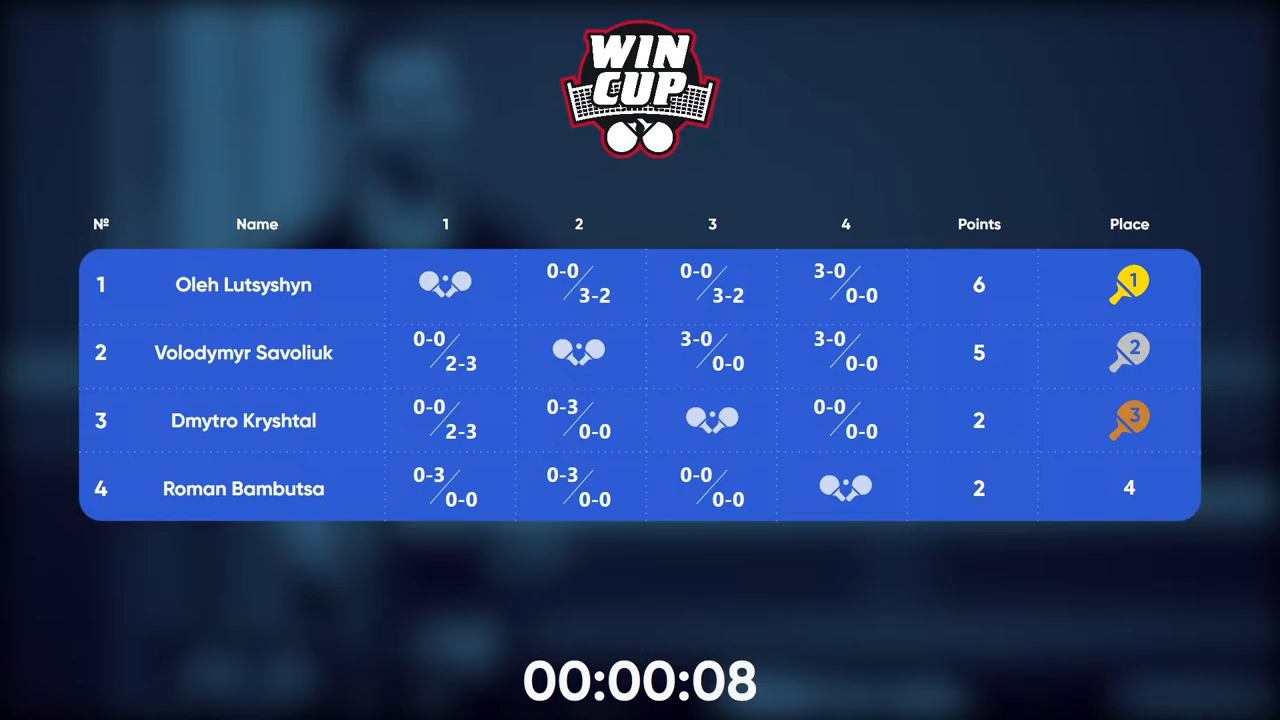 WIN
CUP
№ Name 1 2 3 4 Points Place
1 Oleh Lutsyshyn 0-0/3-2 0-0/3-2 3-0/0-0 6 1
2 Volodymyr Savoliuk 0-0/2-3 3-0/0-0 3-0/0-0 5 2
3 Dmytro Kryshtal 0-0/2-3 0-3/0-0 0-0/0-0 2 3
4 Roman Bambutsa 0-3/0-0 0-3/0-0 0-0/0-0 2 4
00:00:08